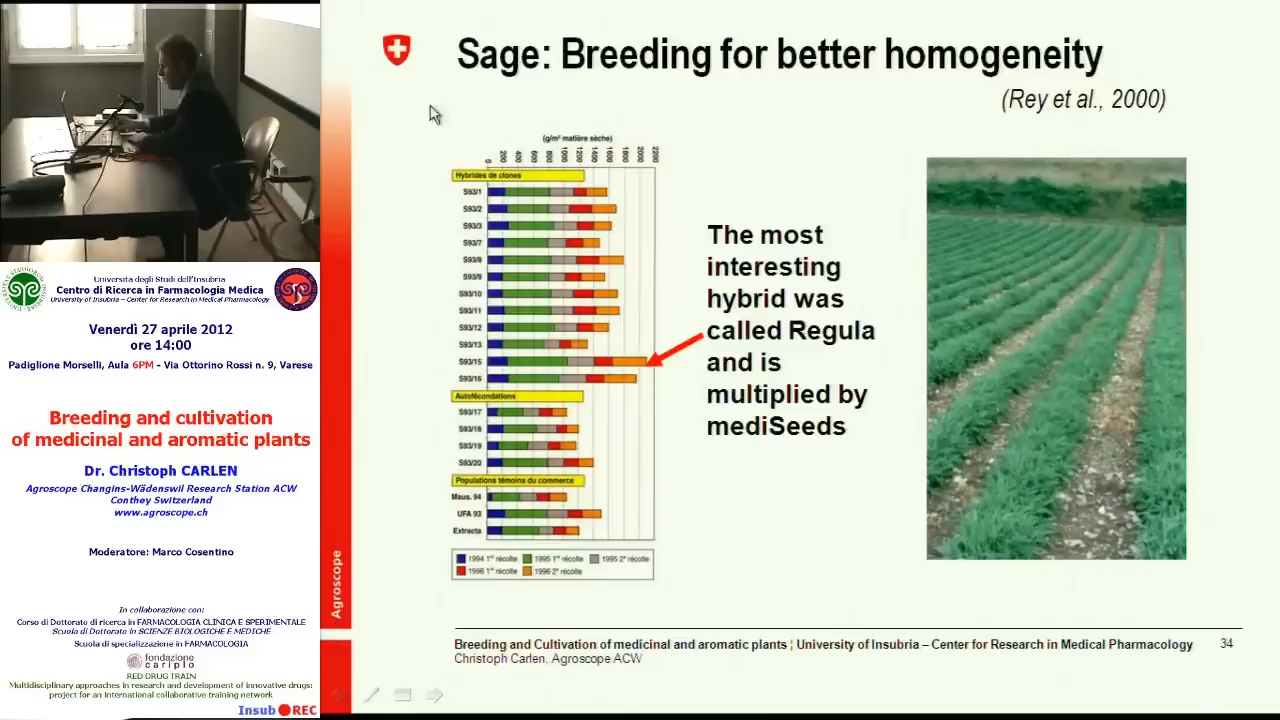 Sage: Breeding for better homogeneity
(Rey et al., 2000)
(g/m² matière sèche)
0 200 400 600 800 1000 1200 1400 1600 1800 2000 2200
Hybrides de clones
S93/1
S93/2
S93/3
S93/7
S93/8
S93/9
S93/10
S93/11
S93/12
S93/13
S93/15
S93/16
Autofécondations
S93/17
S93/18
S93/19
S93/20
Populations témoins du commerce
Maus. 94
UFA 93
Extracta
1994 1re récolte
1995 1re récolte
1995 2e récolte
1996 1re récolte
1996 2e récolte
The most
interesting
hybrid was
called Regula
and is
multiplied by
mediSeeds
Agroscope
Breeding and Cultivation of medicinal and aromatic plants ¦ University of Insubria – Center for Research in Medical Pharmacology
34
Christoph Carlen, Agroscope ACW
Università degli Studi dell'Insubria
Centro di Ricerca in Farmacologia Medica
University of Insubria – Center for Research in Medical Pharmacology
Venerdì 27 aprile 2012
ore 14:00
Padiglione Morselli, Aula 6PM - Via Ottorino Rossi n. 9, Varese
Breeding and cultivation
of medicinal and aromatic plants
Dr. Christoph CARLEN
Agroscope Changins-Wädenswil Research Station ACW
Conthey Switzerland
www.agroscope.ch
Moderatore: Marco Cosentino
In collaborazione con:
Corso di Dottorato di ricerca in FARMACOLOGIA CLINICA E SPERIMENTALE
Scuola di Dottorato in SCIENZE BIOLOGICHE E MEDICHE
Scuola di specializzazione in FARMACOLOGIA
fondazione
cariplo
RED DRUG TRAIN
Multidisciplinary approaches in research and development of innovative drugs:
project for an international collaborative training network
InsubREC